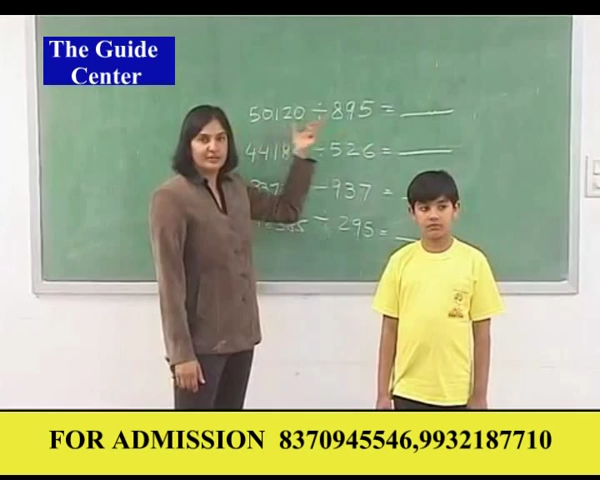 The Guide
Center
50120 ÷ 895 =
÷ 526 =
937 =
÷ 295 =
FOR ADMISSION 8370945546,9932187710